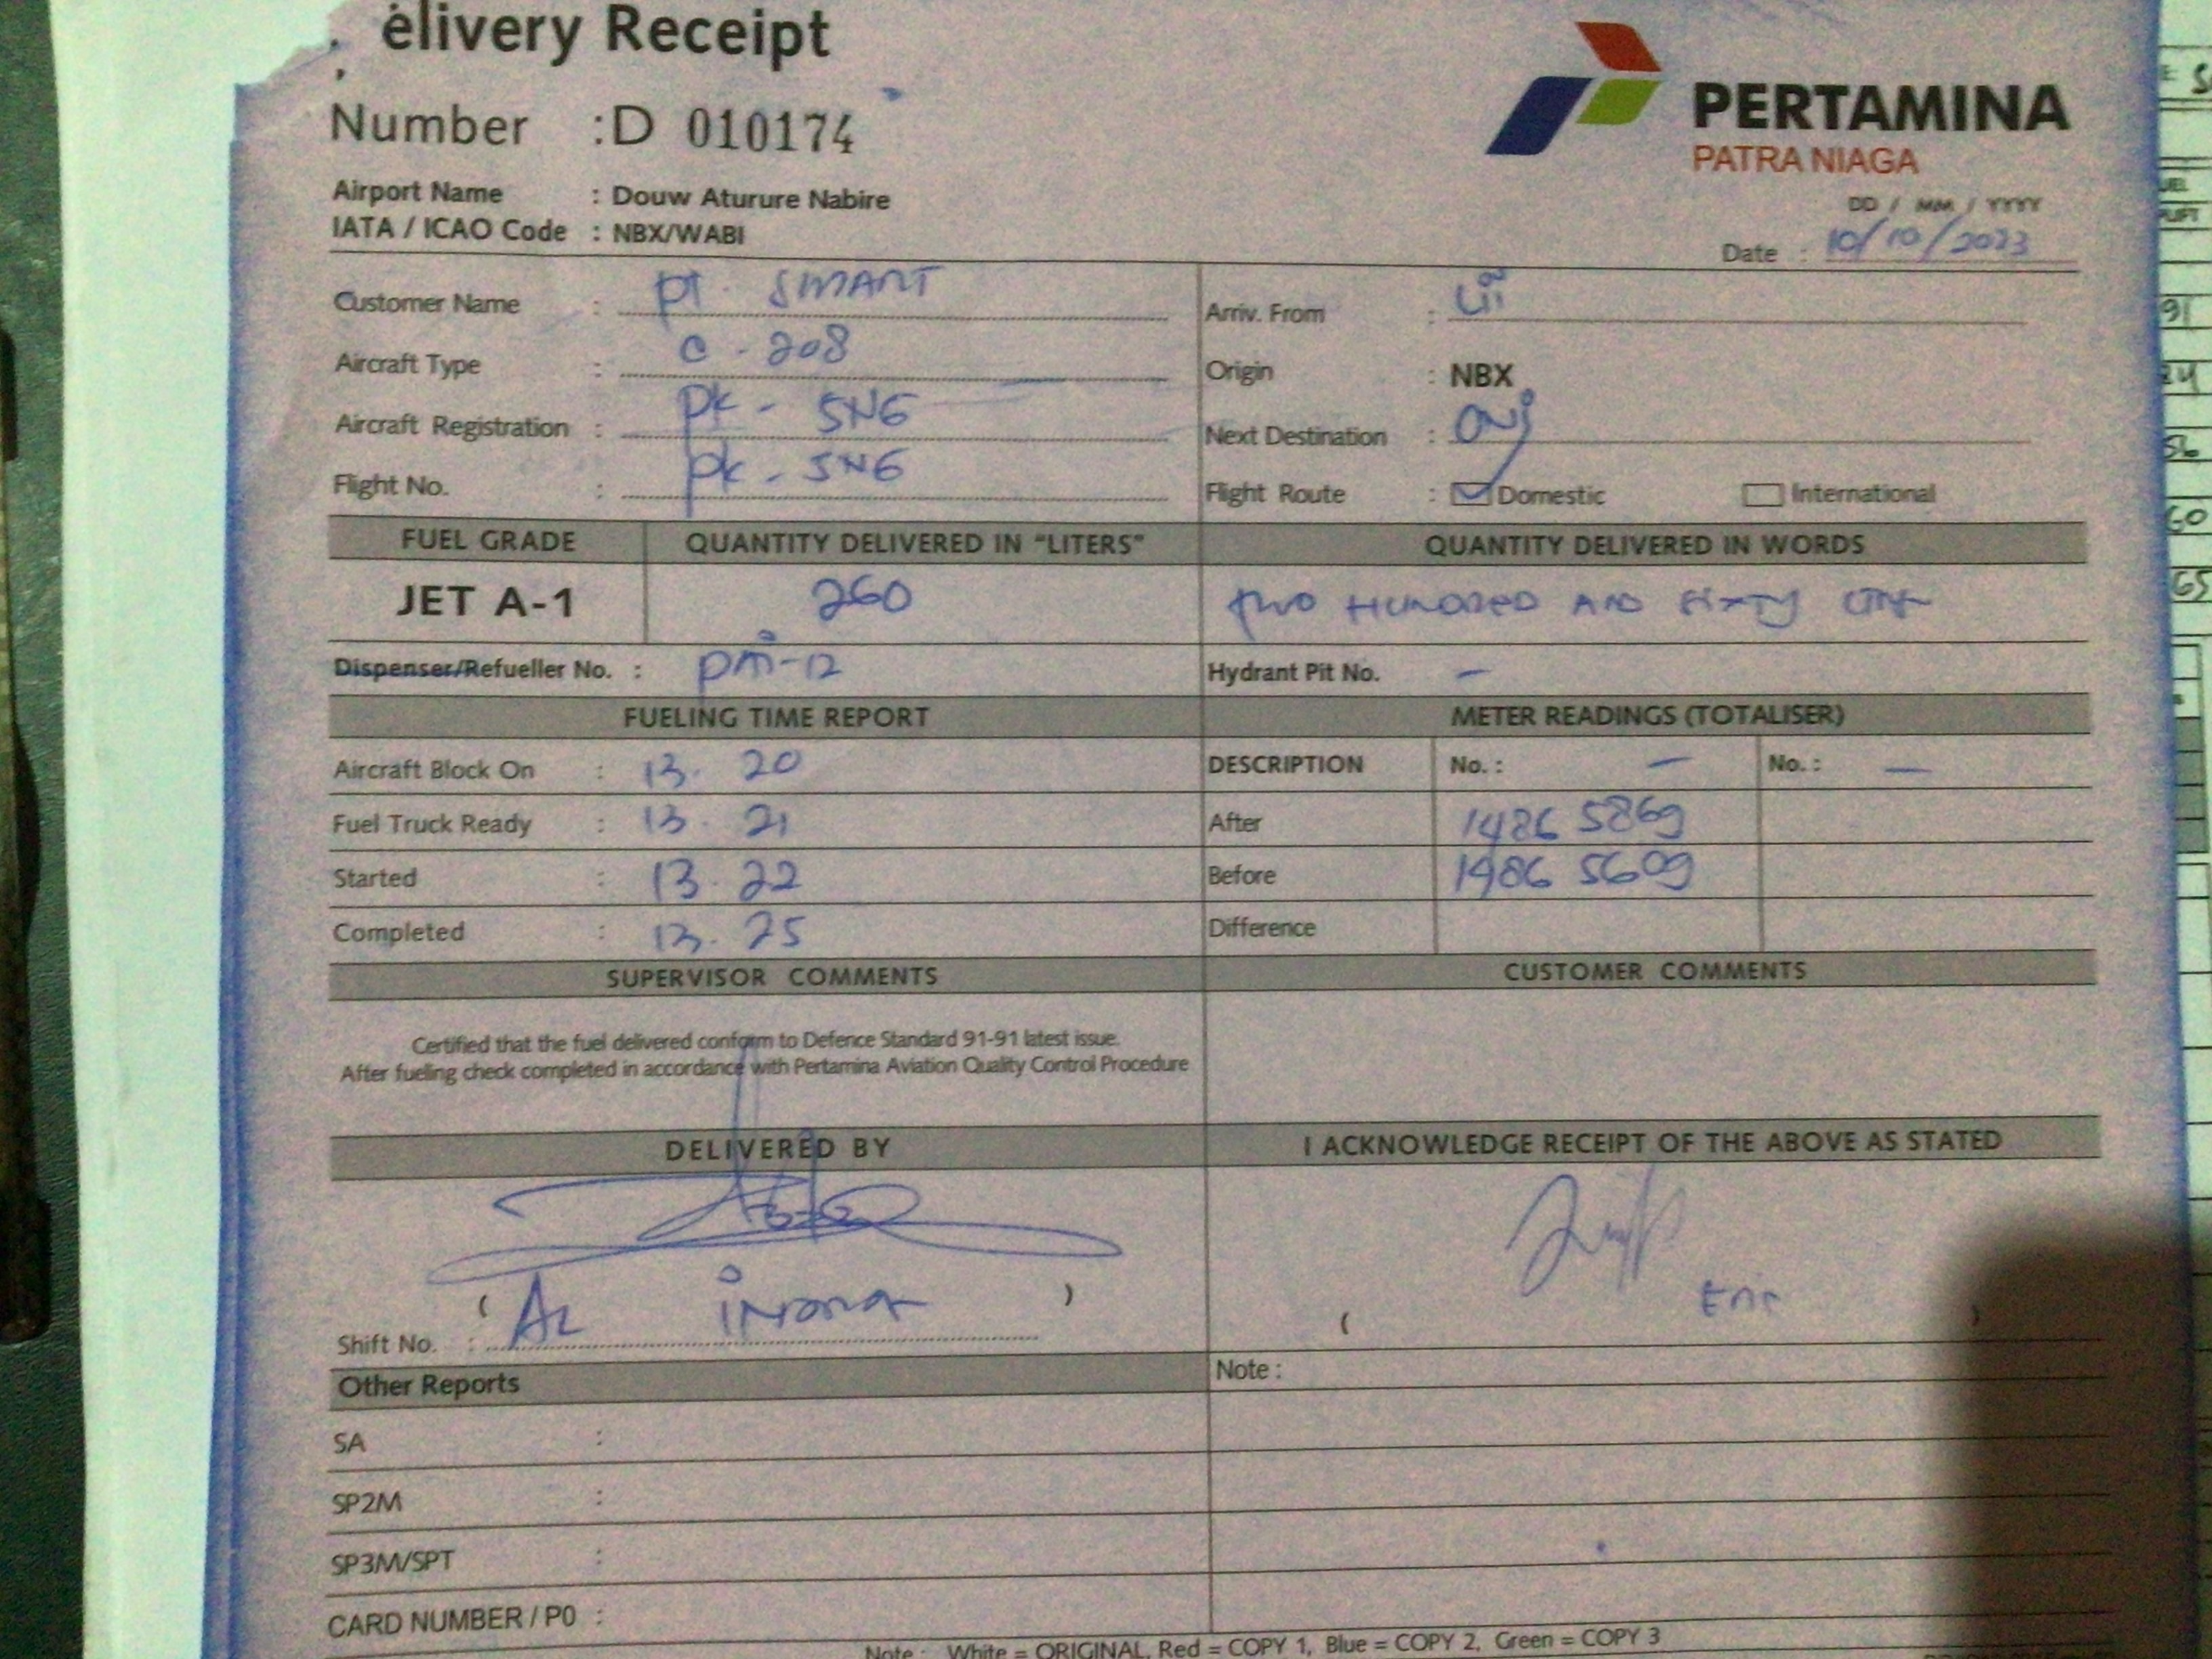 elivery Receipt
Number : D 010174
PERTAMINA
PATRA NIAGA
Airport Name : Douw Aturure Nabire
IATA / ICAO Code : NBX/WABI
DD / MM / YYYY
Date : 10/10/2023
Customer Name : PT. SMART
Arriv. From :
Aircraft Type : C - 208
Origin : NBX
Aircraft Registration : PK - SNG
Next Destination :
Flight No. : PK - SNG
Flight Route : Domestic International
FUEL GRADE QUANTITY DELIVERED IN "LITERS" QUANTITY DELIVERED IN WORDS
JET A-1 260 TWO HUNDRED AND SIXTY
Dispenser/Refueller No. : PM-12 Hydrant Pit No. -
FUELING TIME REPORT METER READINGS (TOTALISER)
Aircraft Block On : 13. 20 DESCRIPTION No. : - No. : -
Fuel Truck Ready : 13. 21 After 1486 5869
Started : 13. 22 Before 1486 5609
Completed : 13. 25 Difference
SUPERVISOR COMMENTS CUSTOMER COMMENTS
Certified that the fuel delivered conform to Defence Standard 91-91 latest issue.
After fueling check completed in accordance with Pertamina Aviation Quality Control Procedure
DELIVERED BY I ACKNOWLEDGE RECEIPT OF THE ABOVE AS STATED
Shift No. :
Other Reports Note :
SA :
SP2M :
SP3M/SPT :
CARD NUMBER / PO :
Note : White = ORIGINAL, Red = COPY 1, Blue = COPY 2, Green = COPY 3